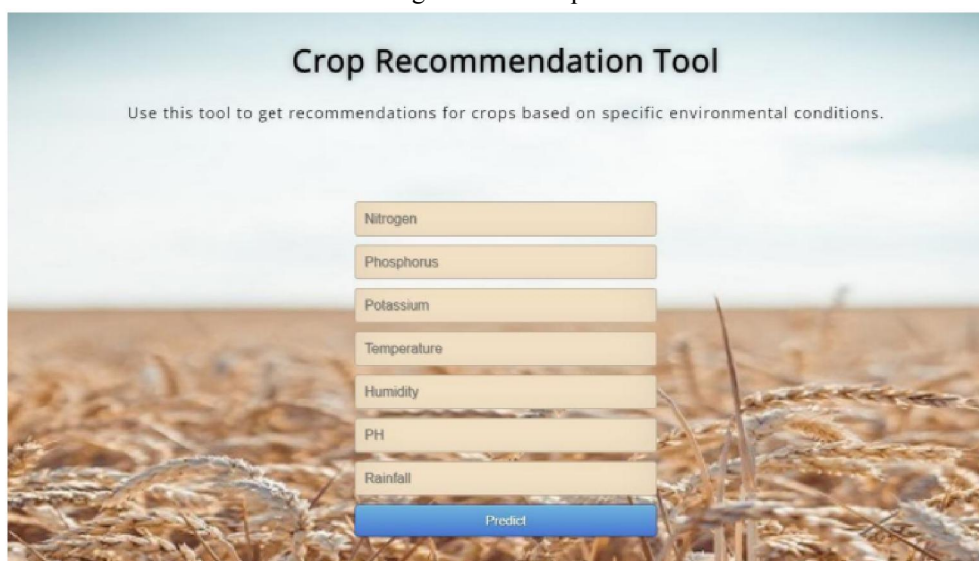 Crop Recommendation Tool
Use this tool to get recommendations for crops based on specific environmental conditions.
Nitrogen
Phosphorus
Potassium
Temperature
Humidity
PH
Rainfall
Predict